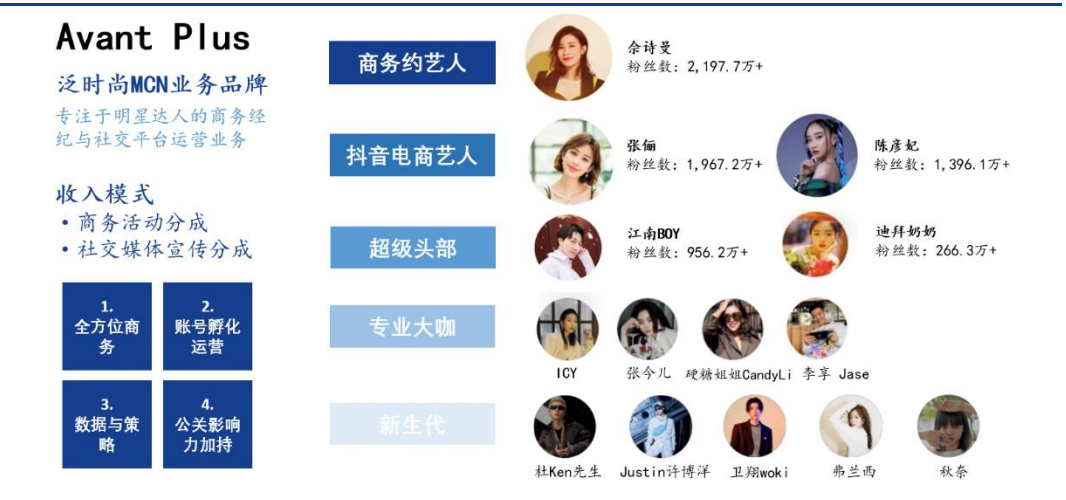 Avant Plus
泛时尚MCN业务品牌
专注于明星达人的商务经
纪与社交平台运营业务
收入模式
• 商务活动分成
• 社交媒体宣传分成
1.
全方位商
务
2.
账号孵化
运营
3.
数据与策
略
4.
公关影响
力加持
商务约艺人
佘诗曼
粉丝数: 2,197.7万+
抖音电商艺人
张俪
粉丝数: 1,967.2万+
陈彦妃
粉丝数: 1,396.1万+
超级头部
江南BOY
粉丝数: 956.2万+
迪拜奶奶
粉丝数: 266.3万+
专业大咖
ICY
张今儿
硬糖姐姐CandyLi
李享 Jase
新生代
杜Ken先生
Justin许博洋
卫翔woki
弗兰西
秋奈